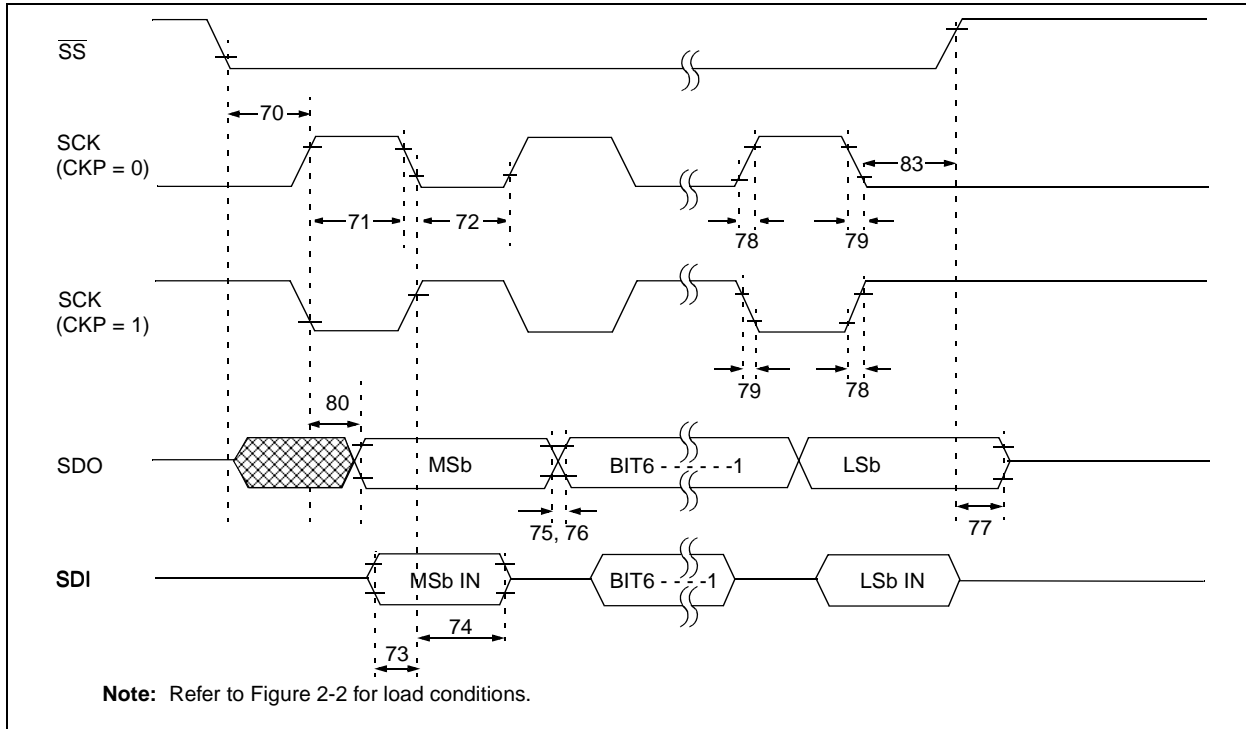 SS
70
SCK
(CKP = 0)
83
71
72
78
79
SCK
(CKP = 1)
79
78
80
SDO
MSb
BIT6 - - - - - -1
LSb
75, 76
77
SDI
MSb IN
BIT6 - - - - -1
LSb IN
74
73
Note: Refer to Figure 2-2 for load conditions.